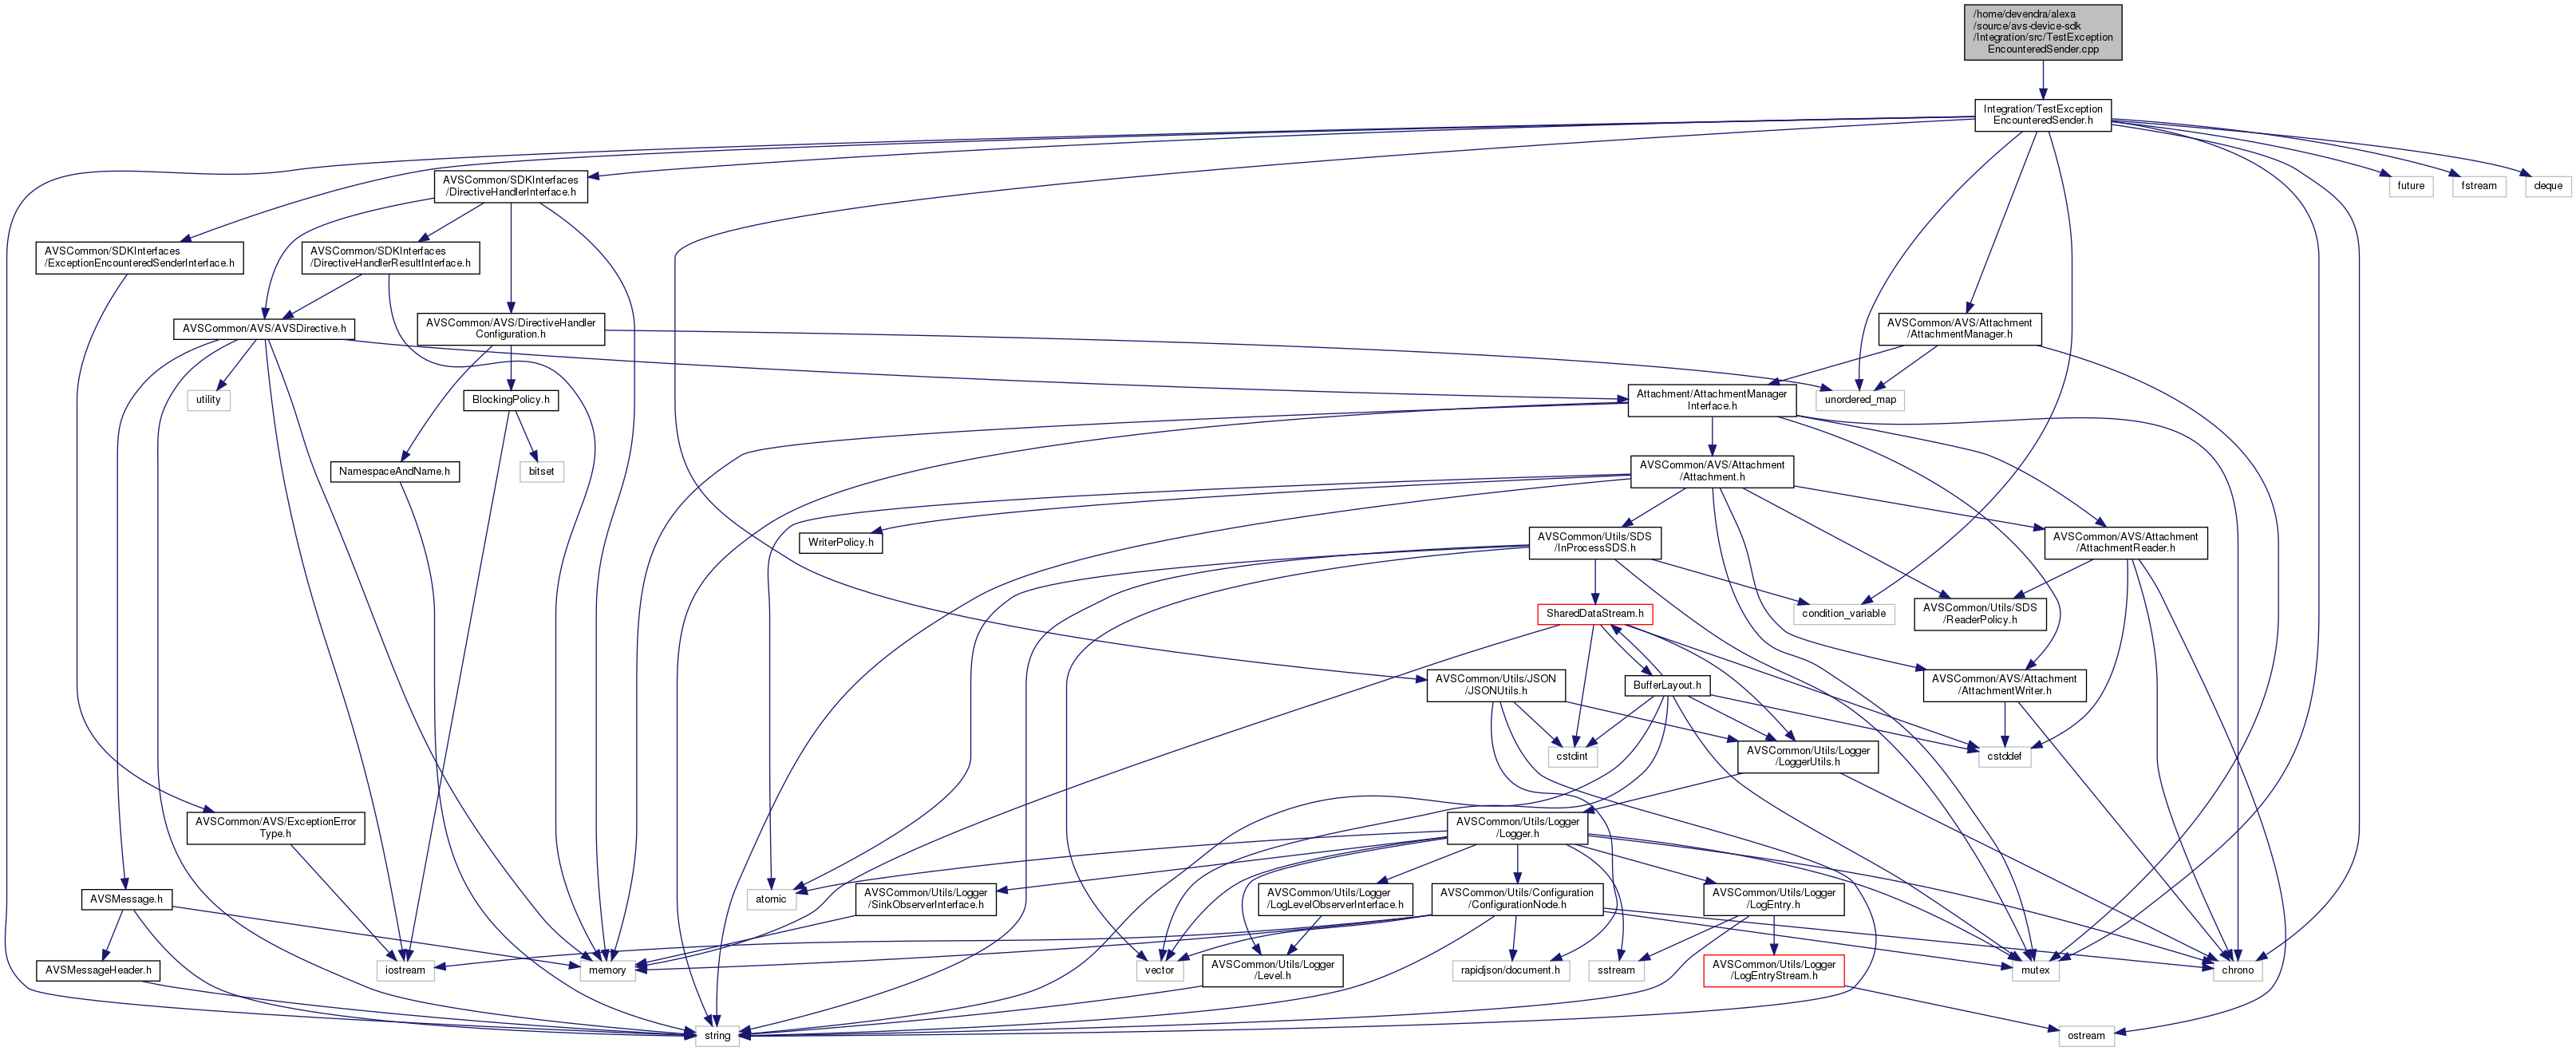 /home/devendra/alexa
/source/avs-device-sdk
/Integration/src/TestException
EncounteredSender.cpp
Integration/TestException
EncounteredSender.h
AVSCommon/SDKInterfaces
/DirectiveHandlerInterface.h
future
fstream
deque
AVSCommon/SDKInterfaces
/ExceptionEncounteredSenderInterface.h
AVSCommon/SDKInterfaces
/DirectiveHandlerResultInterface.h
AVSCommon/AVS/AVSDirective.h
AVSCommon/AVS/DirectiveHandler
Configuration.h
AVSCommon/AVS/Attachment
/AttachmentManager.h
utility
BlockingPolicy.h
Attachment/AttachmentManager
Interface.h
unordered_map
NamespaceAndName.h
bitset
AVSCommon/AVS/Attachment
/Attachment.h
WriterPolicy.h
AVSCommon/Utils/SDS
/InProcessSDS.h
AVSCommon/AVS/Attachment
/AttachmentReader.h
SharedDataStream.h
condition_variable
AVSCommon/Utils/SDS
/ReaderPolicy.h
AVSCommon/Utils/JSON
/JSONUtils.h
BufferLayout.h
AVSCommon/AVS/Attachment
/AttachmentWriter.h
cstdint
AVSCommon/Utils/Logger
/LoggerUtils.h
cstddef
AVSCommon/AVS/ExceptionError
Type.h
AVSCommon/Utils/Logger
/Logger.h
AVSMessage.h
atomic
AVSCommon/Utils/Logger
/SinkObserverInterface.h
AVSCommon/Utils/Logger
/LogLevelObserverInterface.h
AVSCommon/Utils/Configuration
/ConfigurationNode.h
AVSCommon/Utils/Logger
/LogEntry.h
AVSMessageHeader.h
iostream
memory
vector
AVSCommon/Utils/Logger
/Level.h
rapidjson/document.h
sstream
AVSCommon/Utils/Logger
/LogEntryStream.h
mutex
chrono
string
ostream